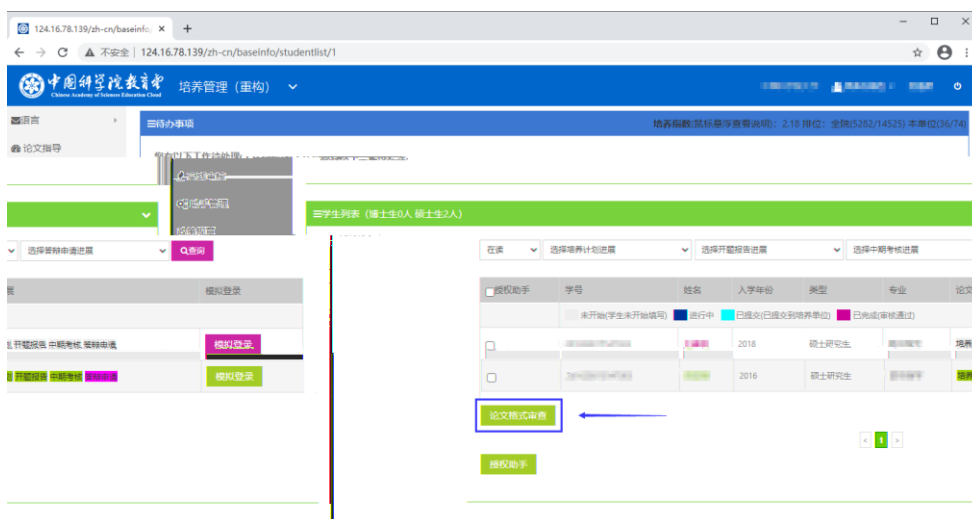 124.16.78.139/zh-cn/baseinfo/
不安全 124.16.78.139/zh-cn/baseinfo/studentlist/1
中国科学院教育云 培养管理（重构）
Chinese Academy of Sciences Education Cloud
语言 待办事项 培养指数(鼠标悬浮查看说明)：2.18 排位：全院(5282/14525) 本单位(36/74)
论文指导
学生列表（博士生0人 硕士生2人）
选择答辩申请进展 查询 在读 选择培养计划进展 选择开题报告进展 选择中期考核进展
展 模拟登录 授权助手 学号 姓名 入学年份 类型 专业 论文
未开始(学生未开始填写) 进行中 已提交(已提交到培养单位) 已完成(审核通过)
划 开题报告 中期考核 答辩申请 模拟登录 2018 硕士研究生 培养
划 开题报告 中期考核 答辩申请 模拟登录 2016 硕士研究生 培养
论文格式审查
< 1 >
授权助手